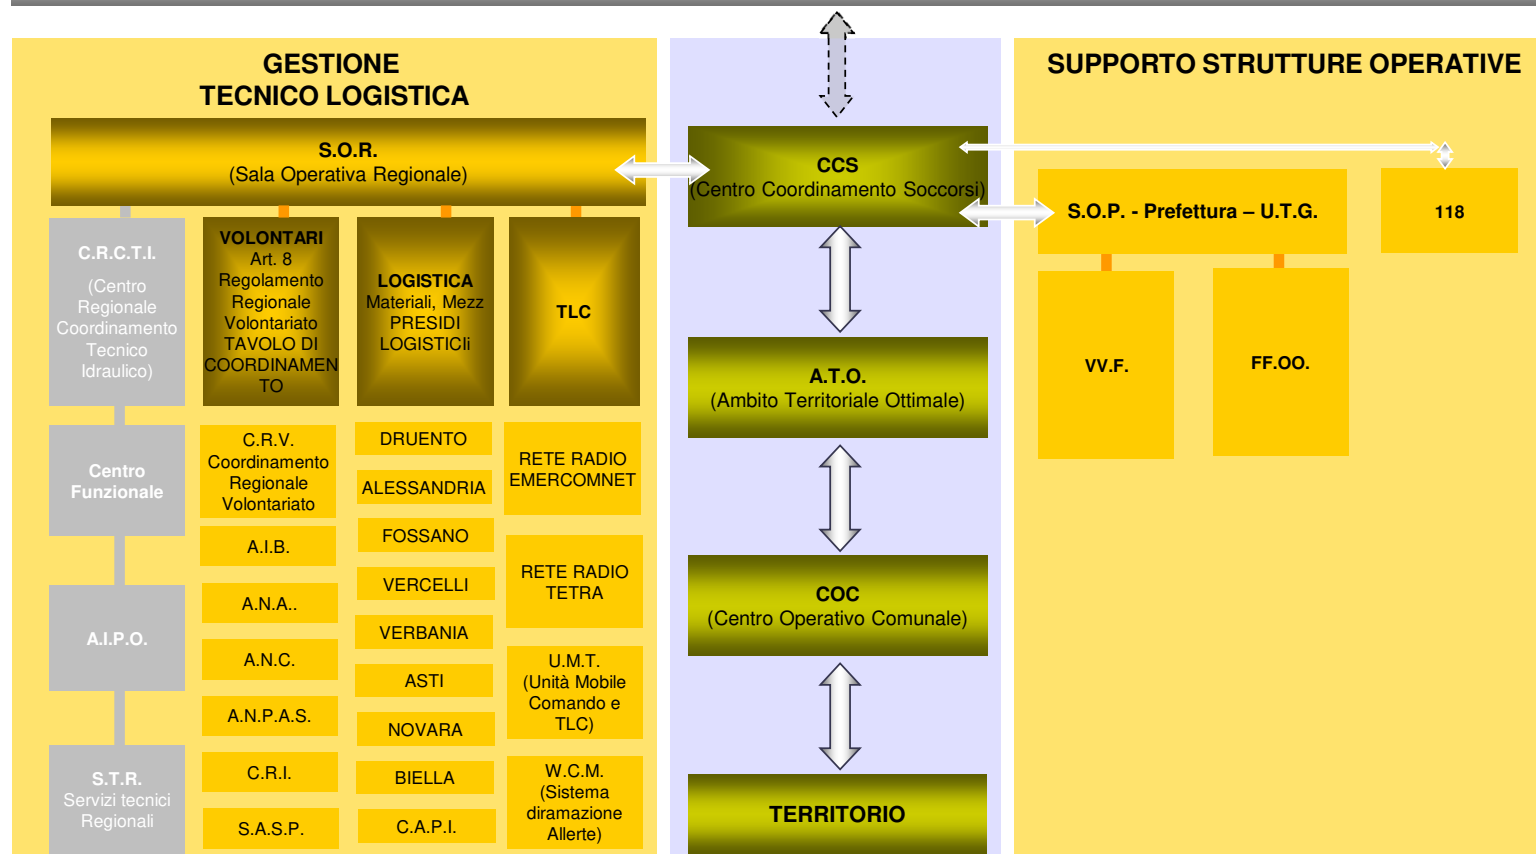 GESTIONE
TECNICO LOGISTICA
S.O.R.
(Sala Operativa Regionale)
C.R.C.T.I.
(Centro
Regionale
Coordinamento
Tecnico
Idraulico)
Centro
Funzionale
A.I.P.O.
S.T.R.
Servizi tecnici
Regionali
VOLONTARI
Art. 8
Regolamento
Regionale
Volontariato
TAVOLO DI
COORDINAMEN
TO
C.R.V.
Coordinamento
Regionale
Volontariato
A.I.B.
A.N.A..
A.N.C.
A.N.P.A.S.
C.R.I.
S.A.S.P.
LOGISTICA
Materiali, Mezz
PRESIDI
LOGISTICIi
DRUENTO
ALESSANDRIA
FOSSANO
VERCELLI
VERBANIA
ASTI
NOVARA
BIELLA
C.A.P.I.
TLC
RETE RADIO
EMERCOMNET
RETE RADIO
TETRA
U.M.T.
(Unità Mobile
Comando e
TLC)
W.C.M.
(Sistema
diramazione
Allerte)
CCS
(Centro Coordinamento Soccorsi)
A.T.O.
(Ambito Territoriale Ottimale)
COC
(Centro Operativo Comunale)
TERRITORIO
SUPPORTO STRUTTURE OPERATIVE
S.O.P. - Prefettura – U.T.G.
118
VV.F.
FF.OO.